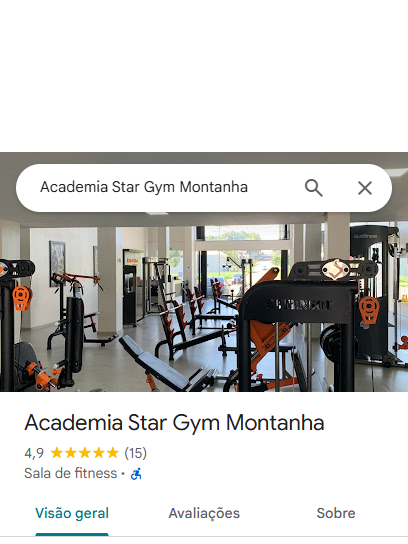 Academia Star Gym Montanha
Academia Star Gym Montanha
4,9 ★★★★★ (15)
Sala de fitness ·
Visão geral Avaliações Sobre